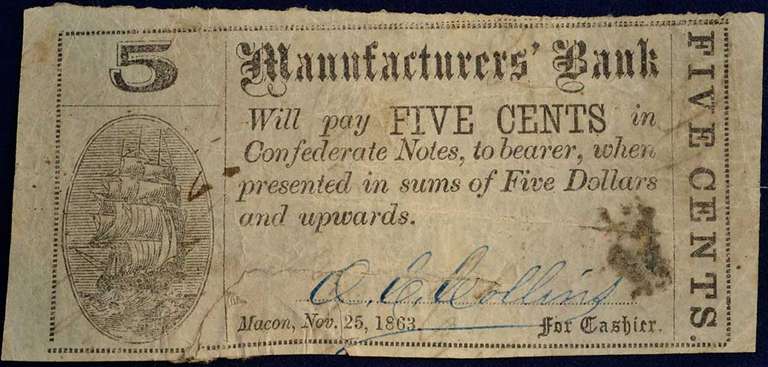 5
Manufacturers' Bank
Will pay FIVE CENTS in
Confederate Notes, to bearer, when
presented in sums of Five Dollars
and upwards.
Collins
Macon, Nov. 25, 1863.
For Cashier.
FIVE CENTS.